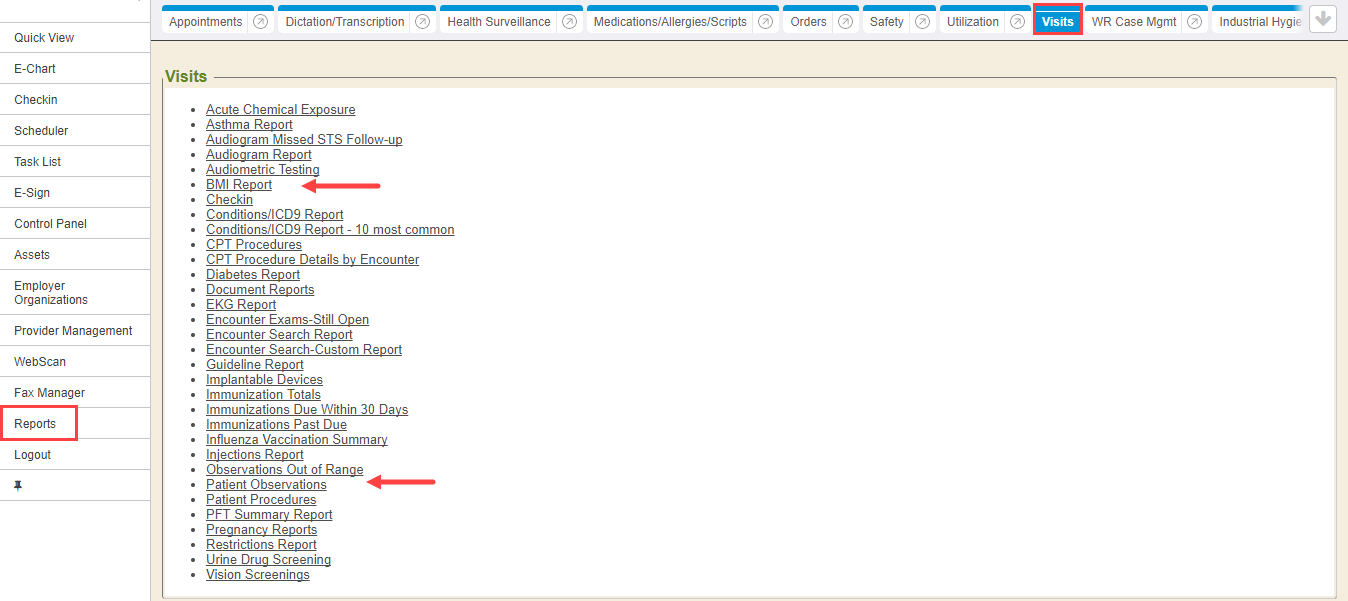 Quick View
E-Chart
Checkin
Scheduler
Task List
E-Sign
Control Panel
Assets
Employer
Organizations
Provider Management
WebScan
Fax Manager
Reports
Logout
Appointments
Dictation/Transcription
Health Surveillance
Medications/Allergies/Scripts
Orders
Safety
Utilization
Visits
WR Case Mgmt
Industrial Hygie
Visits
Acute Chemical Exposure
Asthma Report
Audiogram Missed STS Follow-up
Audiogram Report
Audiometric Testing
BMI Report
Checkin
Conditions/ICD9 Report
Conditions/ICD9 Report - 10 most common
CPT Procedures
CPT Procedure Details by Encounter
Diabetes Report
Document Reports
EKG Report
Encounter Exams-Still Open
Encounter Search Report
Encounter Search-Custom Report
Guideline Report
Implantable Devices
Immunization Totals
Immunizations Due Within 30 Days
Immunizations Past Due
Influenza Vaccination Summary
Injections Report
Observations Out of Range
Patient Observations
Patient Procedures
PFT Summary Report
Pregnancy Reports
Restrictions Report
Urine Drug Screening
Vision Screenings